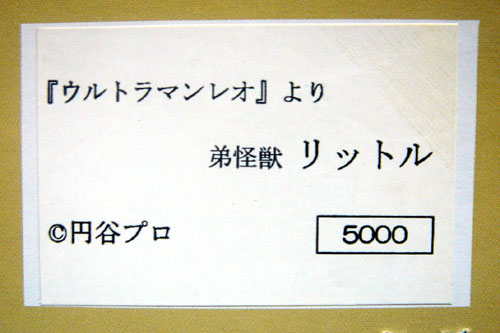 『ウルトラマンレオ』より
弟怪獣 リットル
©円谷プロ
5000